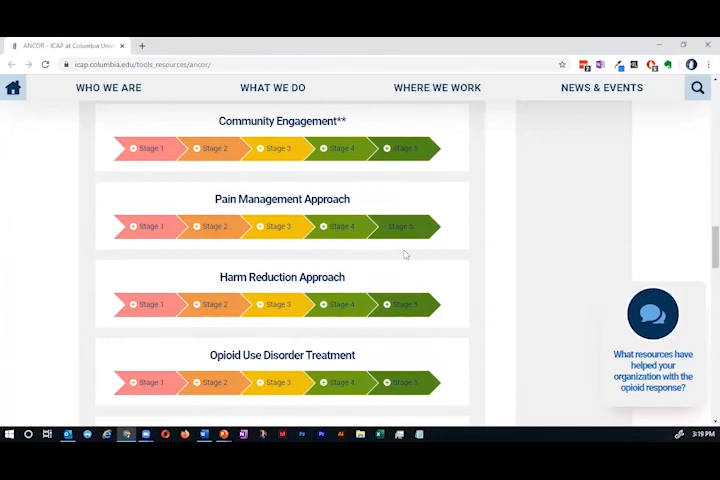 ANCOR - ICAP at Columbia Univ
icap.columbia.edu/tools_resources/ancor/
WHO WE ARE
WHAT WE DO
WHERE WE WORK
NEWS & EVENTS
Community Engagement**
Stage 1
Stage 2
Stage 3
Stage 4
Stage 5
Pain Management Approach
Stage 1
Stage 2
Stage 3
Stage 4
Stage 5
Harm Reduction Approach
Stage 1
Stage 2
Stage 3
Stage 4
Stage 5
Opioid Use Disorder Treatment
Stage 1
Stage 2
Stage 3
Stage 4
Stage 5
What resources have
helped your
organization with the
opioid response?
3:19 PM